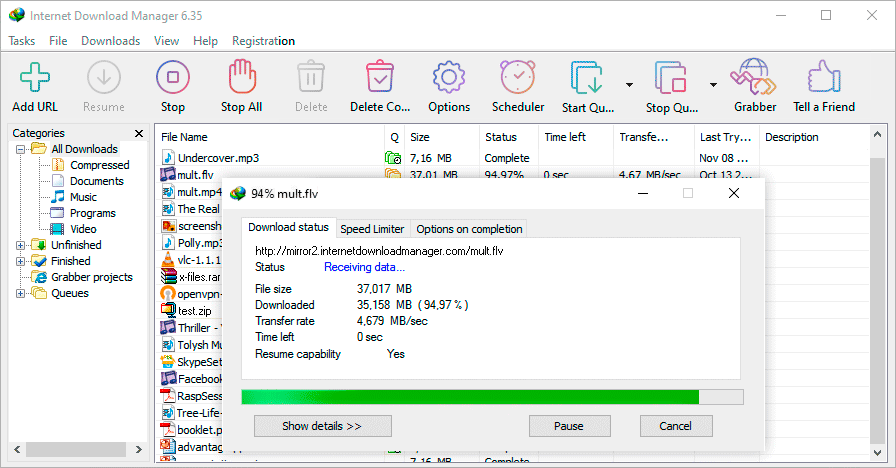 Internet Download Manager 6.35
Tasks File Downloads View Help Registration
Add URL Resume Stop Stop All Delete Delete Co... Options Scheduler Start Qu... Stop Qu... Grabber Tell a Friend
Categories
All Downloads
Compressed
Documents
Music
Programs
Video
Unfinished
Finished
Grabber projects
Queues
File Name Q Size Status Time left Transfe... Last Try... Description
Undercover.mp3 7,16 MB Complete Nov 08 ...
mult.flv 37,01 MB 94,97% 0 sec 4,67 MB/sec Oct 13 2...
mult.mp4
The Real
screensh
Polly.mp3
vlc-1.1.1
x-files.rar
openvpn-
test.zip
Thriller -
Tolysh Mu
SkypeSet
Facebook
RaspSess
Tree-Life-
booklet.p
advantag
7,16 MB Complete
94% mult.flv
Download status Speed Limiter Options on completion
http://mirror2.internetdownloadmanager.com/mult.flv
Status Receiving data...
File size 37,017 MB
Downloaded 35,158 MB ( 94,97 % )
Transfer rate 4,679 MB/sec
Time left 0 sec
Resume capability Yes
Show details >> Pause Cancel